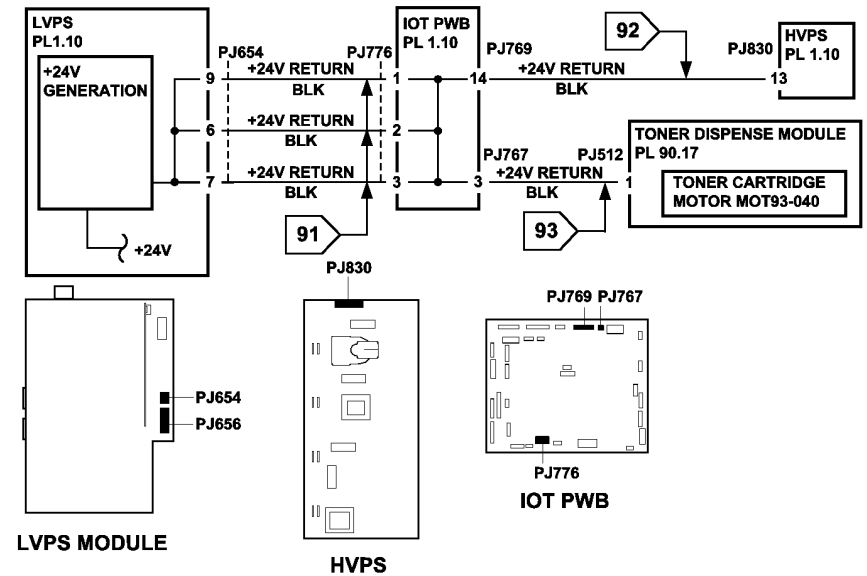 LVPS
PL1.10
+24V
GENERATION
+24V
9
6
7
PJ654
+24V RETURN
BLK
+24V RETURN
BLK
+24V RETURN
BLK
91
PJ776
IOT PWB
PL 1.10
1
2
3
14
3
PJ769
+24V RETURN
BLK
92
PJ830
13
HVPS
PL 1.10
PJ767
+24V RETURN
BLK
93
PJ512
1
TONER DISPENSE MODULE
PL 90.17
TONER CARTRIDGE
MOTOR MOT93-040
PJ654
PJ656
LVPS MODULE
PJ830
HVPS
PJ769 PJ767
PJ776
IOT PWB